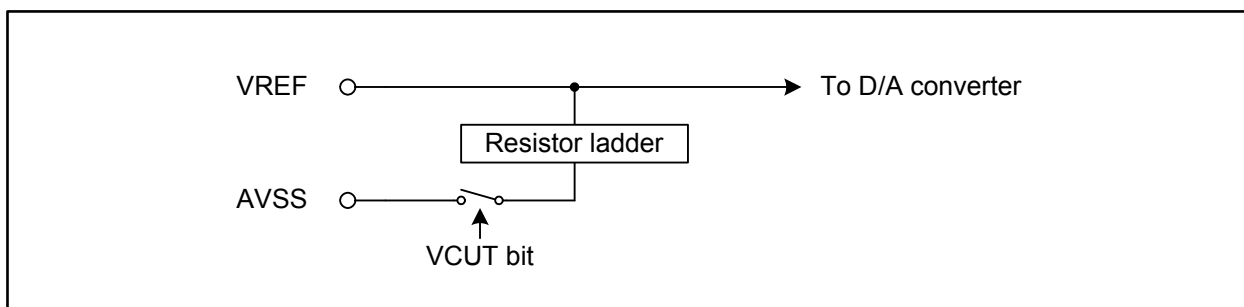 VREF
To D/A converter
Resistor ladder
AVSS
VCUT bit